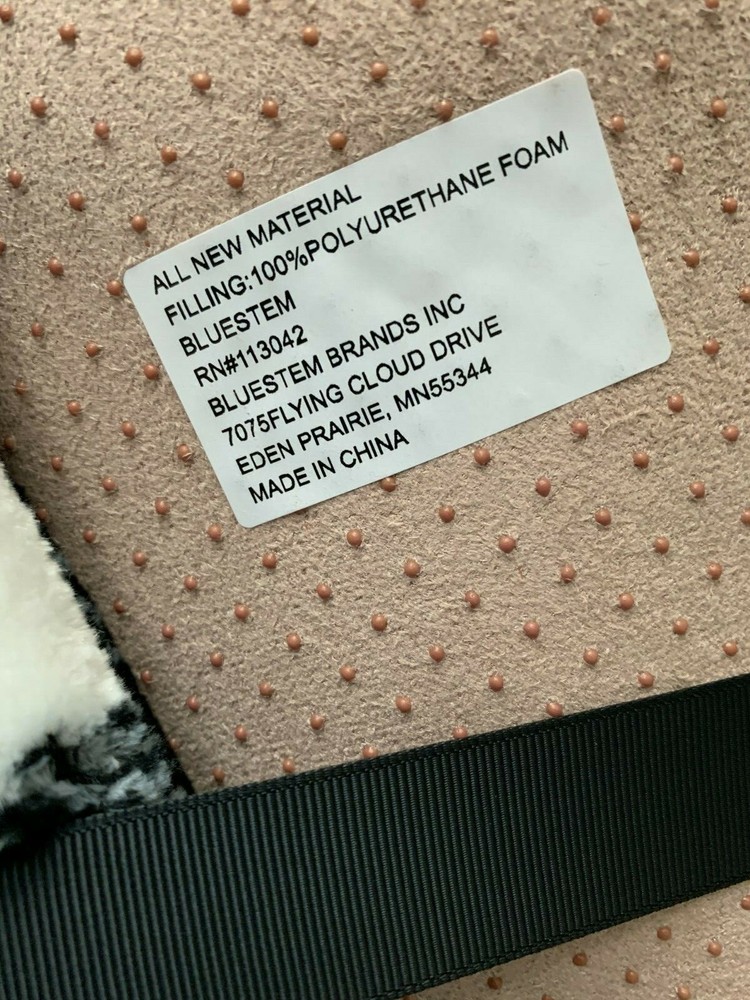 ALL NEW MATERIAL
FILLING:100%POLYURETHANE FOAM
BLUESTEM
RN#113042
BLUESTEM BRANDS INC
7075FLYING CLOUD DRIVE
EDEN PRAIRIE, MN55344
MADE IN CHINA